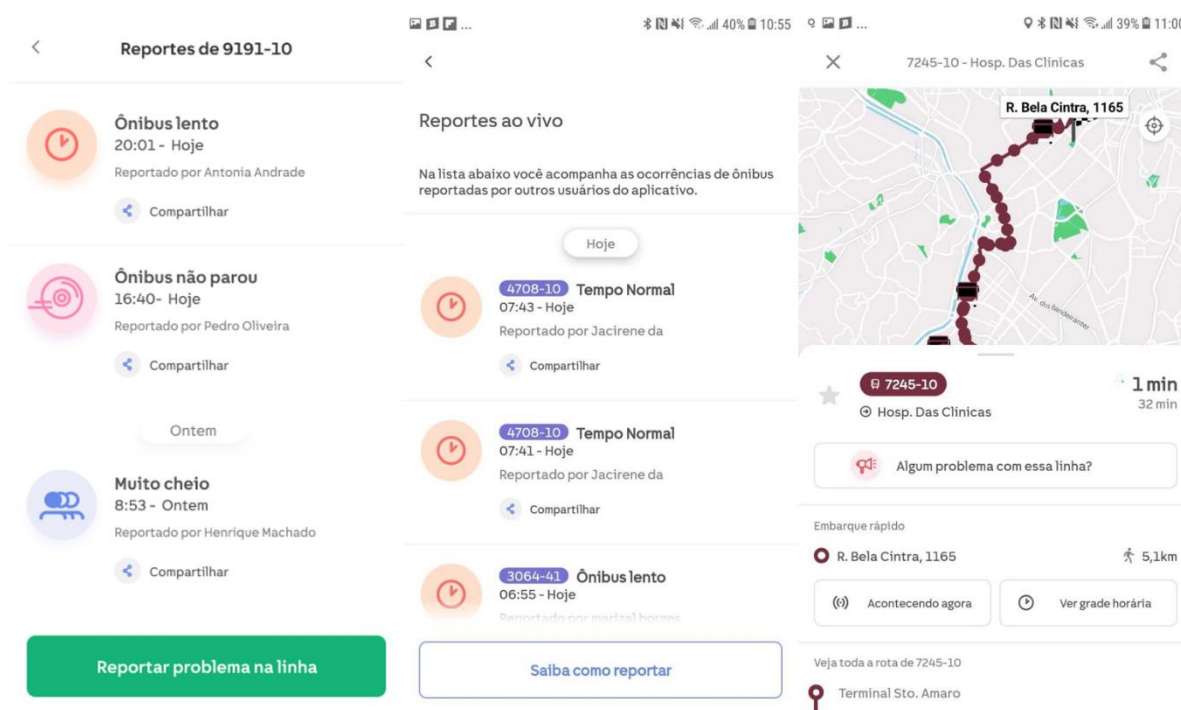 Reportes de 9191-10
Ônibus lento
20:01 - Hoje
Reportado por Antonia Andrade
Compartilhar
Ônibus não parou
16:40- Hoje
Reportado por Pedro Oliveira
Compartilhar
Ontem
Muito cheio
8:53 - Ontem
Reportado por Henrique Machado
Compartilhar
Reportar problema na linha
... 40% 10:55
Reportes ao vivo
Na lista abaixo você acompanha as ocorrências de ônibus
reportadas por outros usuários do aplicativo.
Hoje
4708-10 Tempo Normal
07:43 - Hoje
Reportado por Jacirene da
Compartilhar
4708-10 Tempo Normal
07:41 - Hoje
Reportado por Jacirene da
Compartilhar
3064-41 Ônibus lento
06:55 - Hoje
Reportado por marizal borges
Saiba como reportar
... 39% 11:00
7245-10 - Hosp. Das Clinicas
R. Bela Cintra, 1165
Av. dos Bandeirantes
7245-10
1 min
Hosp. Das Clinicas
32 min
Algum problema com essa linha?
Embarque rápido
R. Bela Cintra, 1165
5,1km
Acontecendo agora
Ver grade horária
Veja toda a rota de 7245-10
Terminal Sto. Amaro